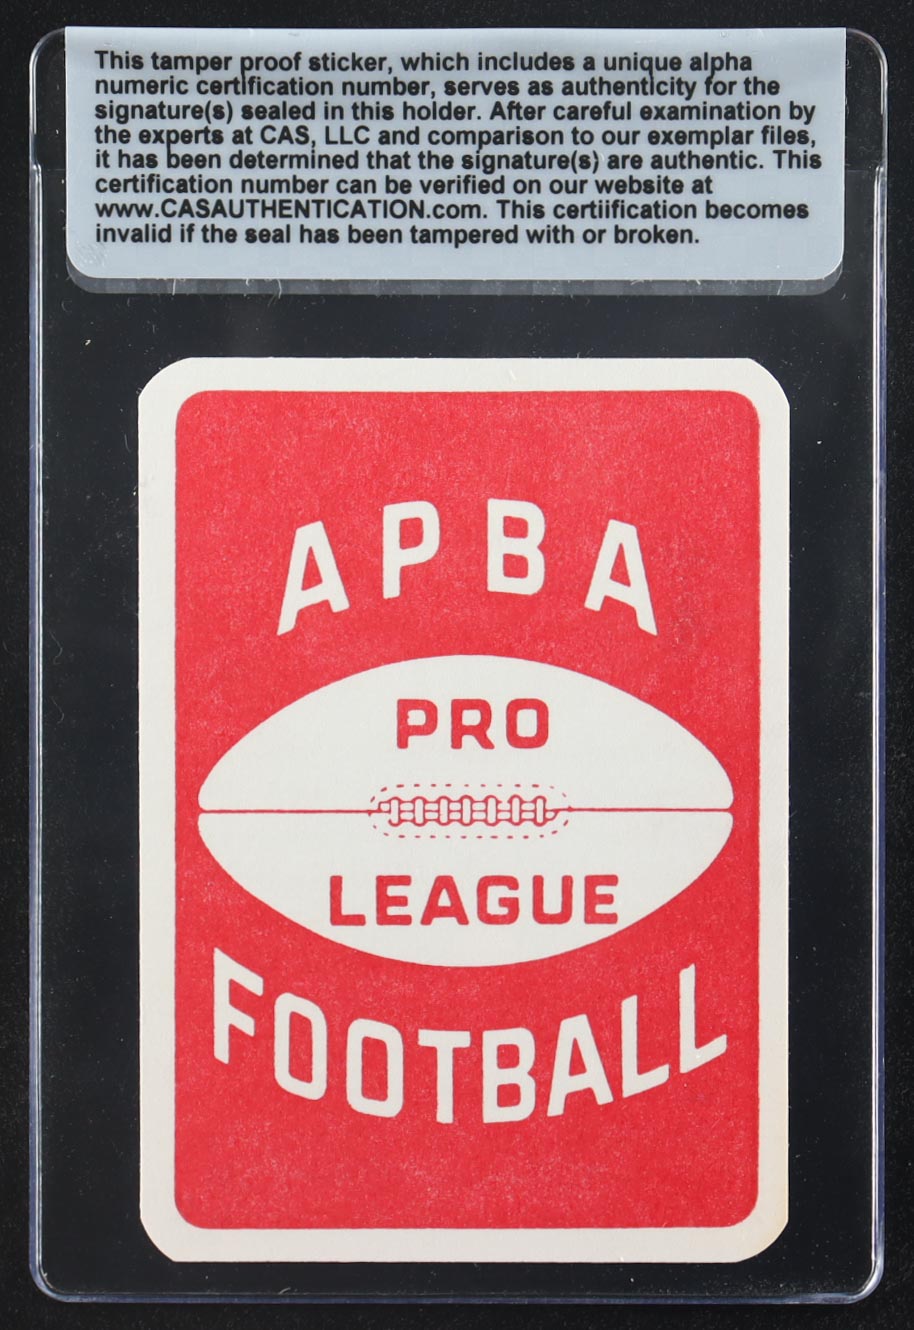 This tamper proof sticker, which includes a unique alpha
numeric certification number, serves as authenticity for the
signature(s) sealed in this holder. After careful examination by
the experts at CAS, LLC and comparison to our exemplar files,
it has been determined that the signature(s) are authentic. This
certification number can be verified on our website at
www.CASAUTHENTICATION.com. This certiification becomes
invalid if the seal has been tampered with or broken.
APBA
PRO
LEAGUE
FOOTBALL